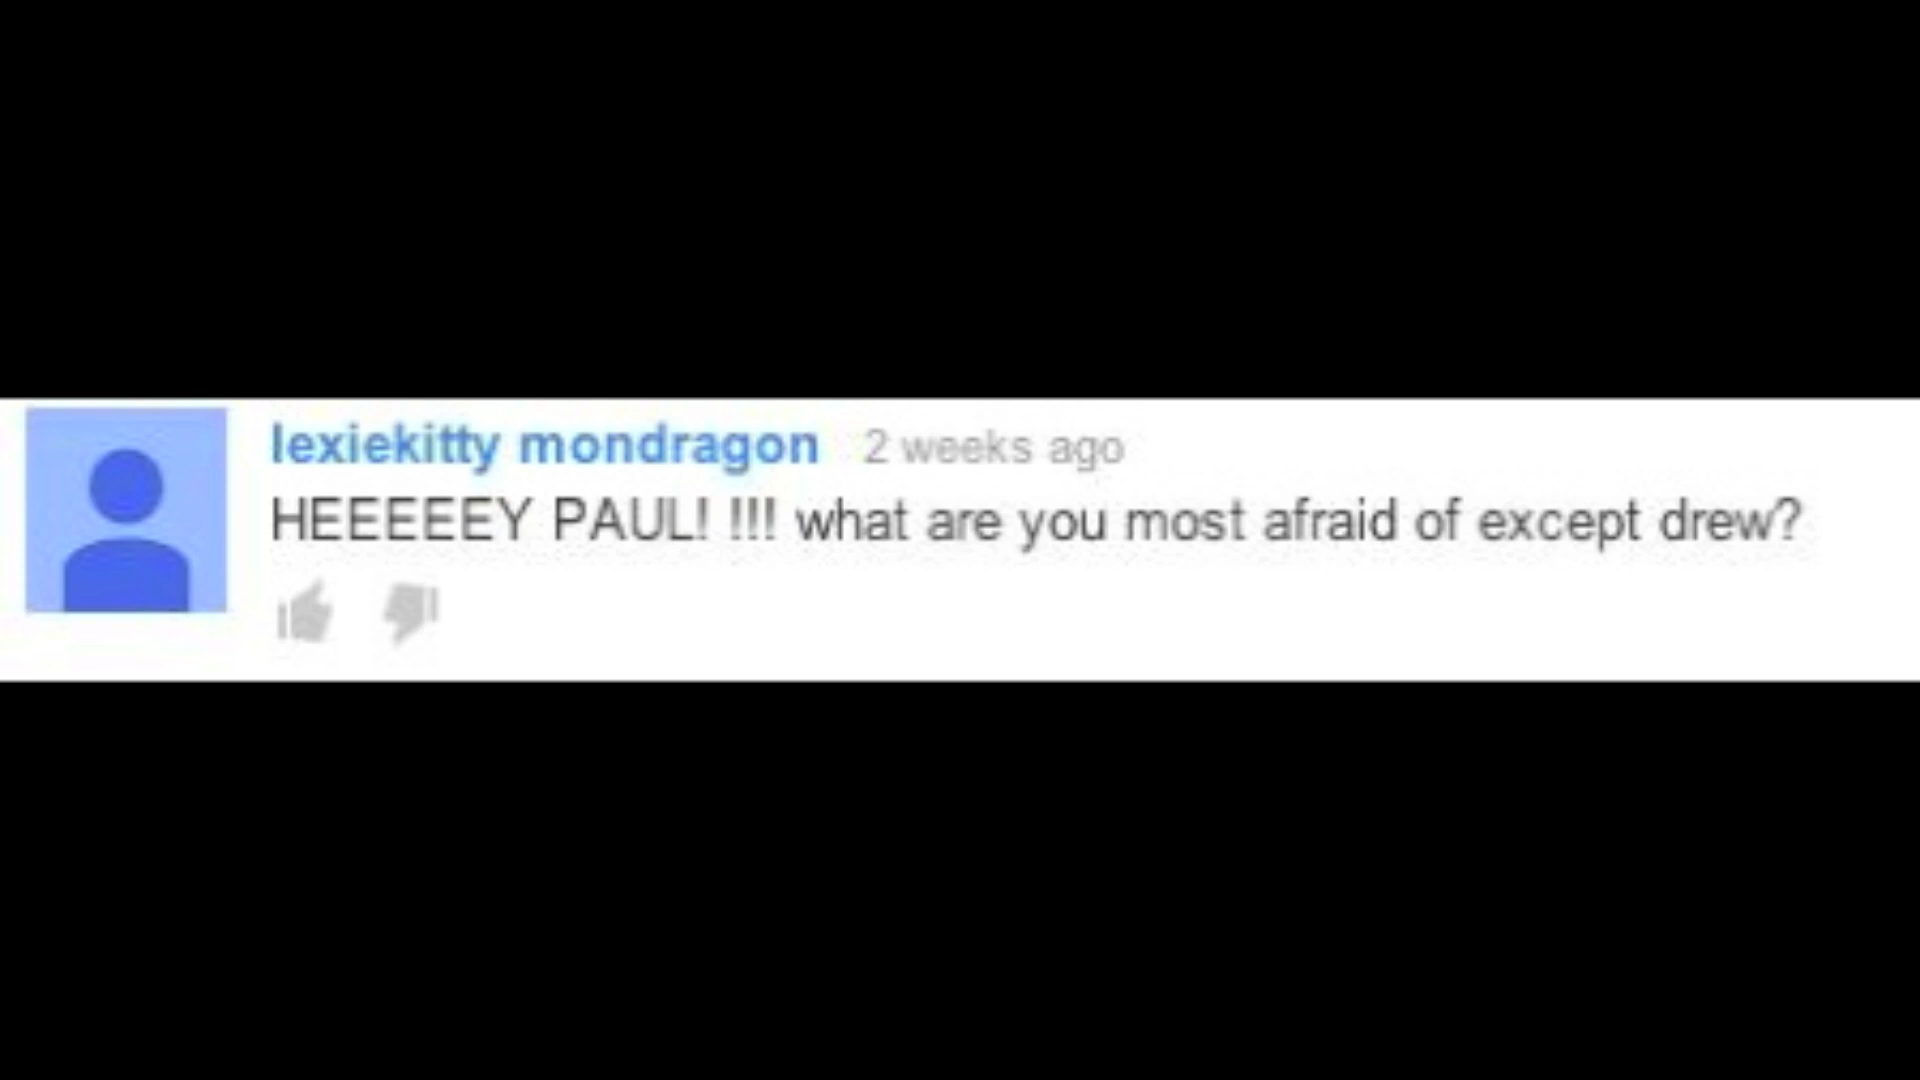 lexiekitty mondragon 2 weeks ago
HEEEEEY PAUL! !!! what are you most afraid of except drew?